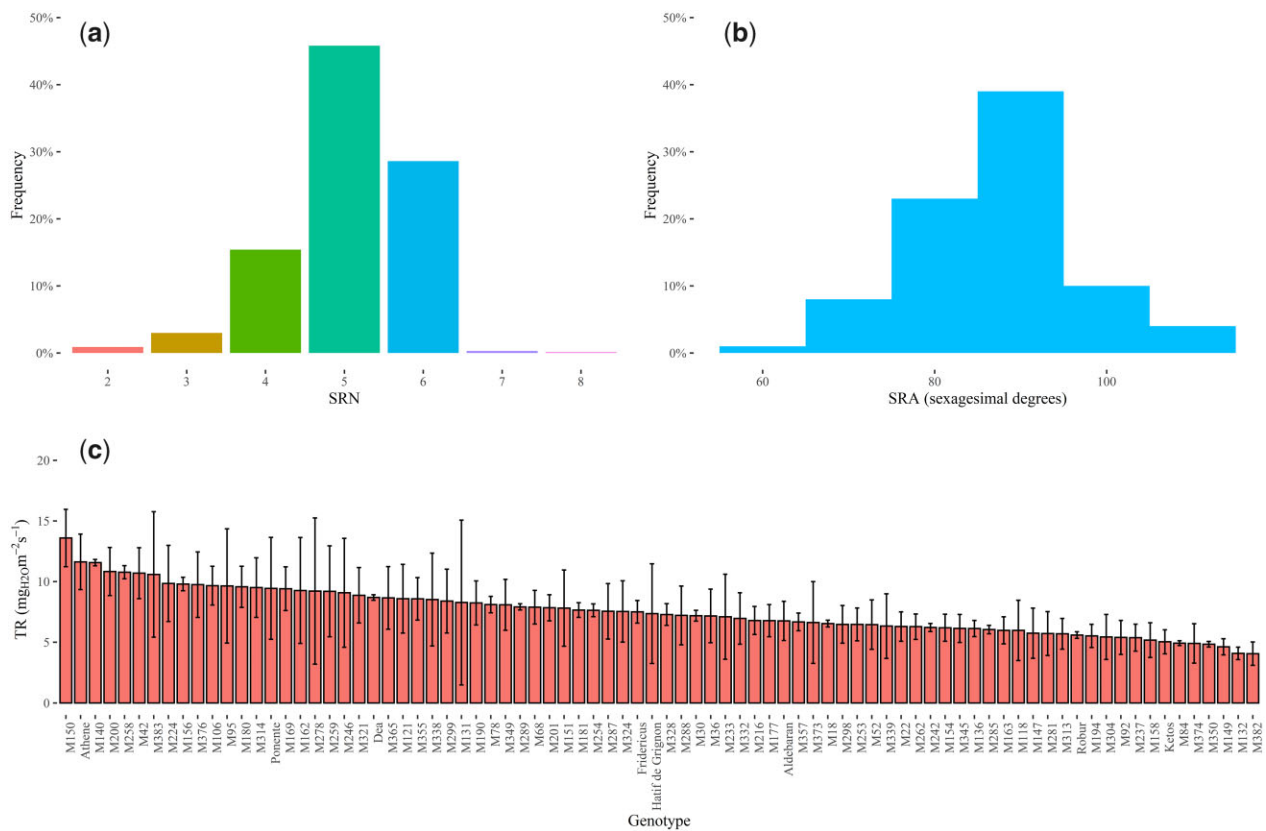 (a)
50%
40%
30%
20%
10%
0%
Frequency
2 3 4 5 6 7 8
SRN
(b)
50%
40%
30%
20%
10%
0%
Frequency
60 80 100
SRA (sexagesimal degrees)
(c)
20
15
10
5
0
TR (mgH2Om−2s−1)
M150
Athene
M140
M200
M258
M42
M383
M224
M156
M376
M106
M95
M180
M314
Ponente
M169
M162
M278
M259
M246
M321
Dea
M365
M121
M355
M338
M299
M131
M190
M78
M349
M289
M68
M201
M151
M181
M254
M287
M324
Fridericus
Hatif de Grignon
M328
M288
M30
M36
M233
M332
M216
M177
Aldebaran
M357
M373
M18
M298
M253
M52
M339
M22
M262
M242
M154
M345
M136
M285
M163
M118
M147
M281
M313
Robur
M194
M304
M92
M237
M158
Ketos
M84
M374
M350
M149
M132
M382
Genotype